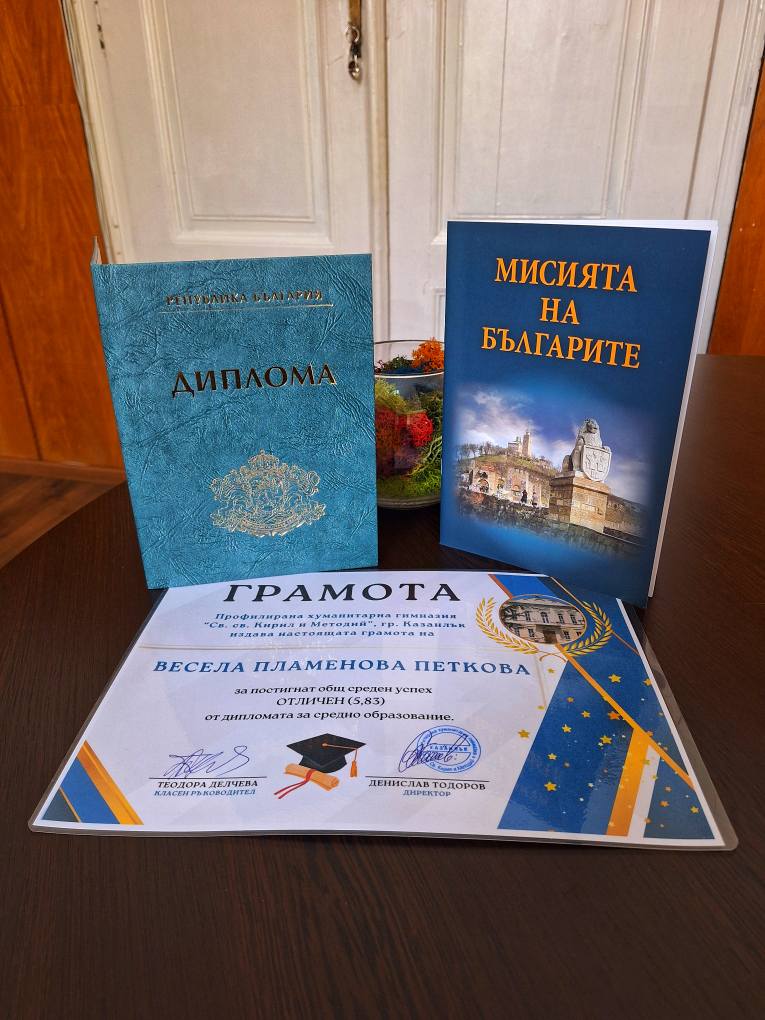 РЕПУБЛИКА БЪЛГАРИЯ
ДИПЛОМА
МИСИЯТА
НА
БЪЛГАРИТЕ
ГРАМОТА
Профилирана хуманитарна гимназия
"Св. св. Кирил и Методий", гр. Казанлък
издава настоящата грамота на
ВЕСЕЛА ПЛАМЕНОВА ПЕТКОВА
за постигнат общ среден успех
ОТЛИЧЕН (5,83)
от дипломата за средно образование.
ТЕОДОРА ДЕЛЧЕВА
КЛАСЕН РЪКОВОДИТЕЛ
КАЗАНЛЪК
ДЕНИСЛАВ ТОДОРОВ
ДИРЕКТОР